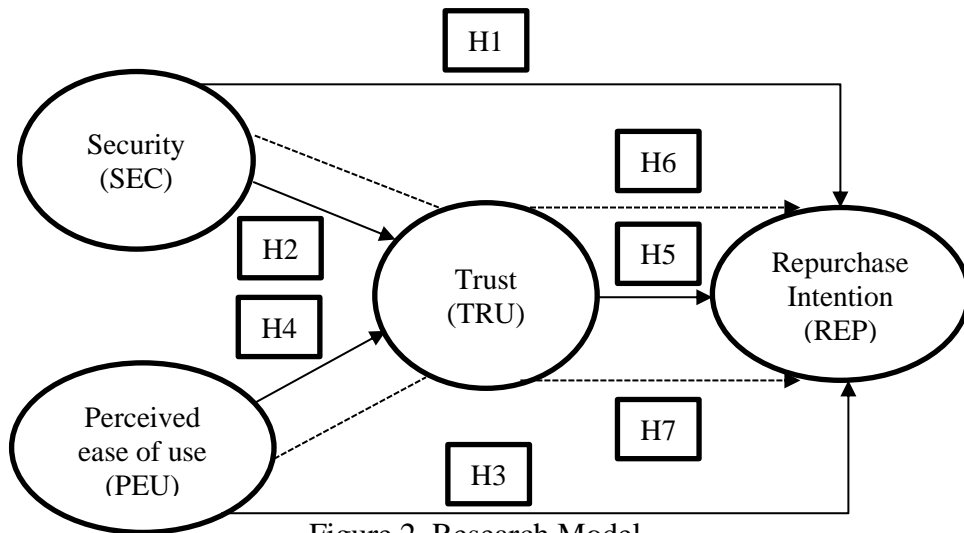 H1
Security
(SEC)
H6
H2
H5
Trust
(TRU)
Repurchase
Intention
(REP)
H4
Perceived
ease of use
(PEU)
H7
H3
Figure 2. Research Model